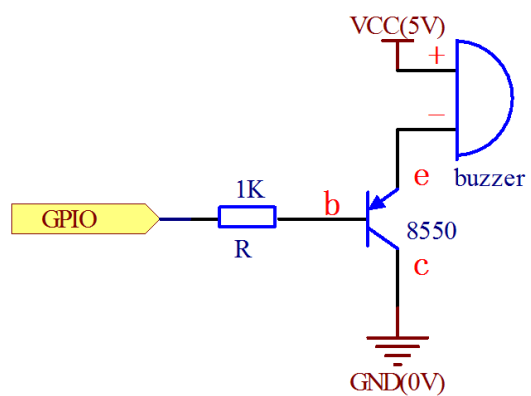 VCC(5V)
+
−
e
buzzer
1K
b
GPIO
8550
R
c
GND(0V)